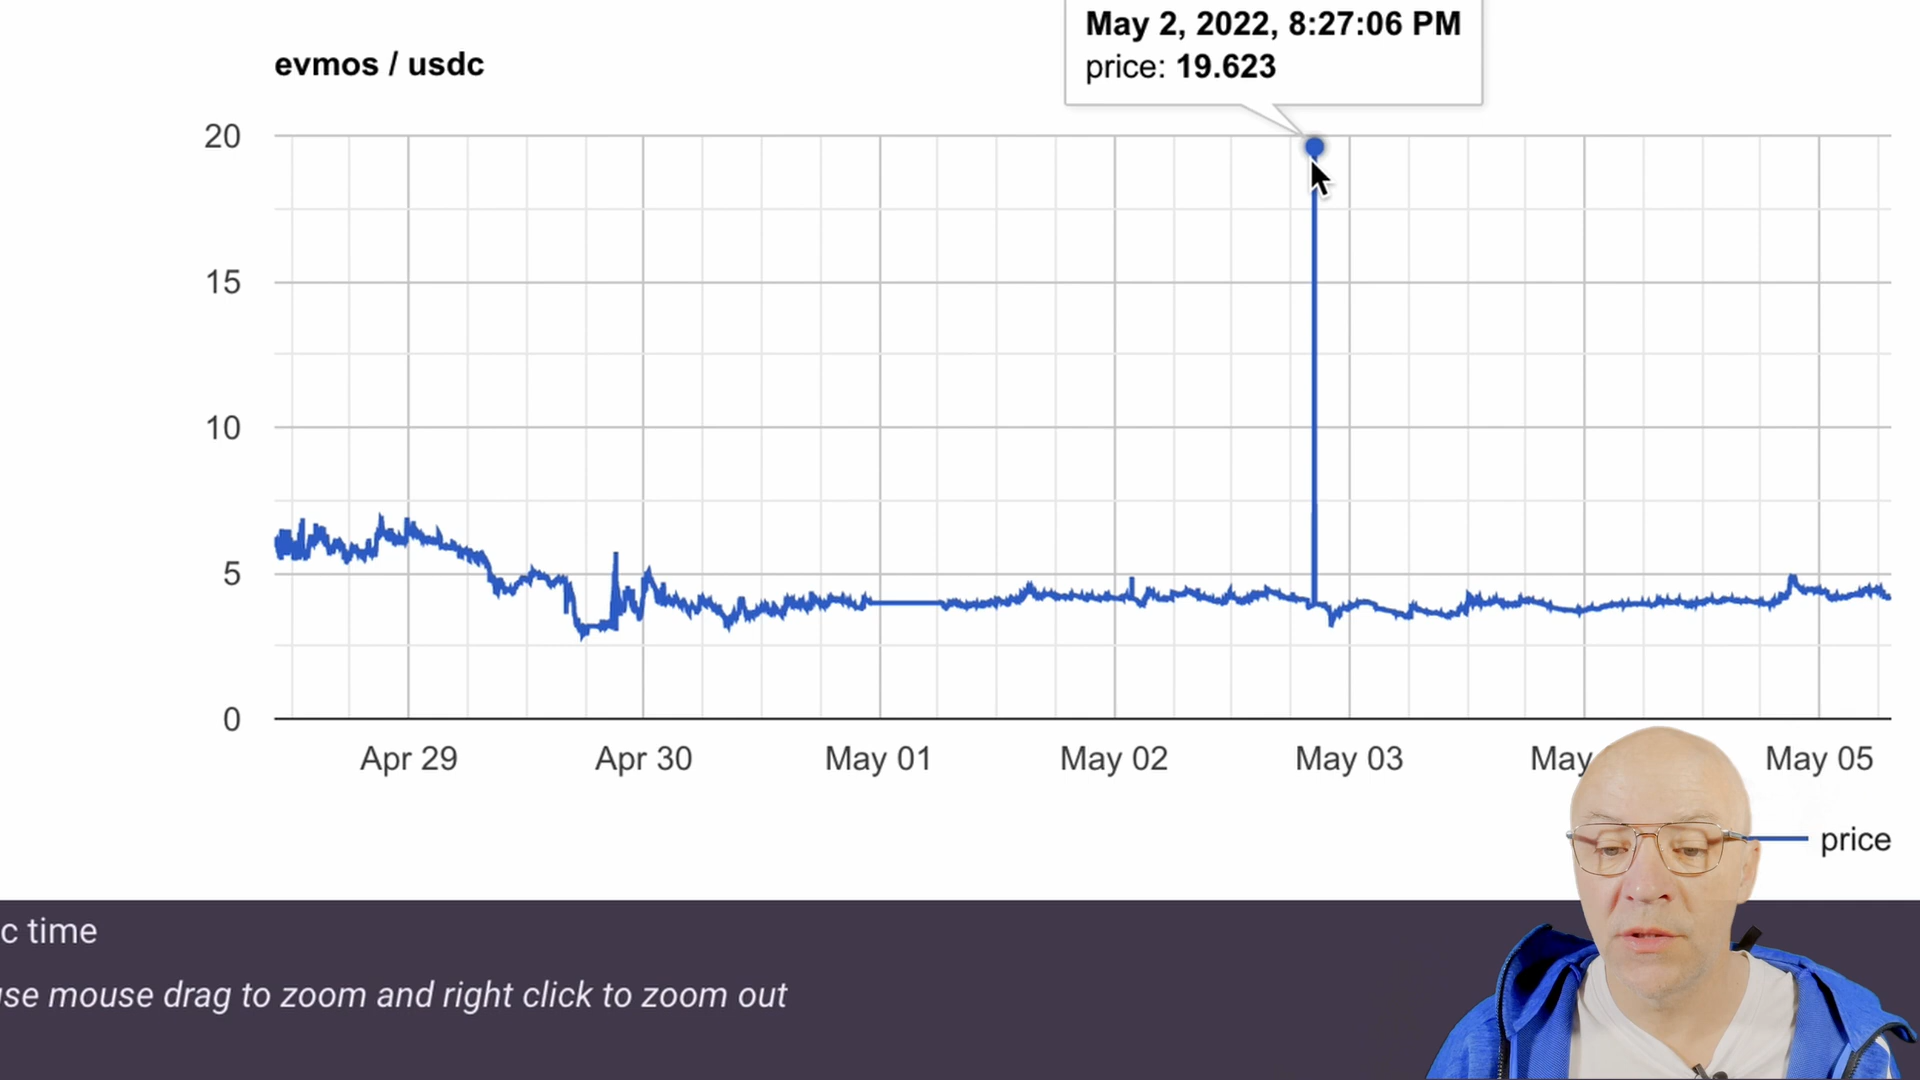 May 2, 2022, 8:27:06 PM
price: 19.623
evmos / usdc
20
15
10
5
0
Apr 29
Apr 30
May 01
May 02
May 03
May
May 05
price
c time
se mouse drag to zoom and right click to zoom out